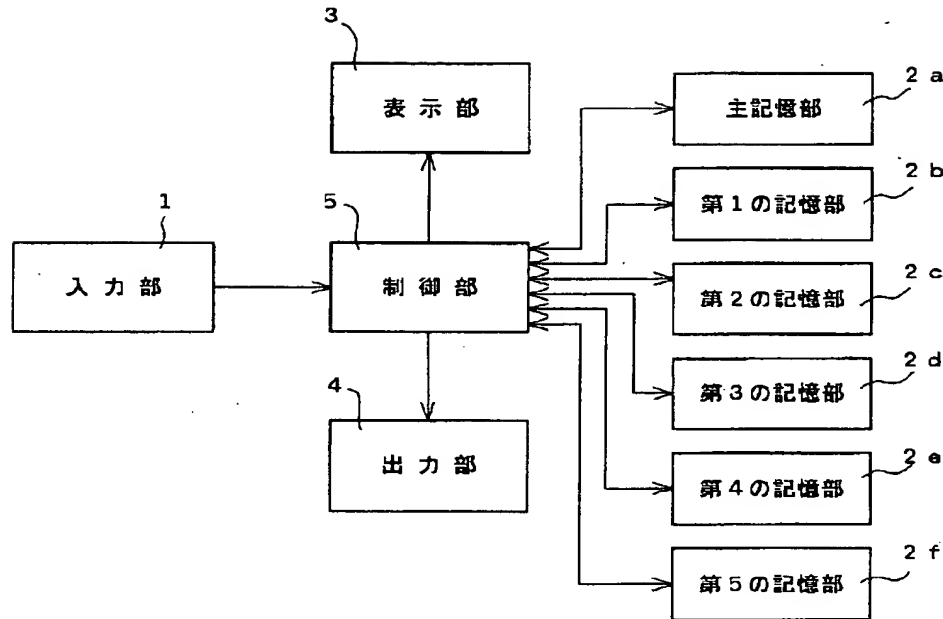 3
表示部
1
入力部
5
制御部
4
出力部
2a
主記憶部
2b
第1の記憶部
2c
第2の記憶部
2d
第3の記憶部
2e
第4の記憶部
2f
第5の記憶部